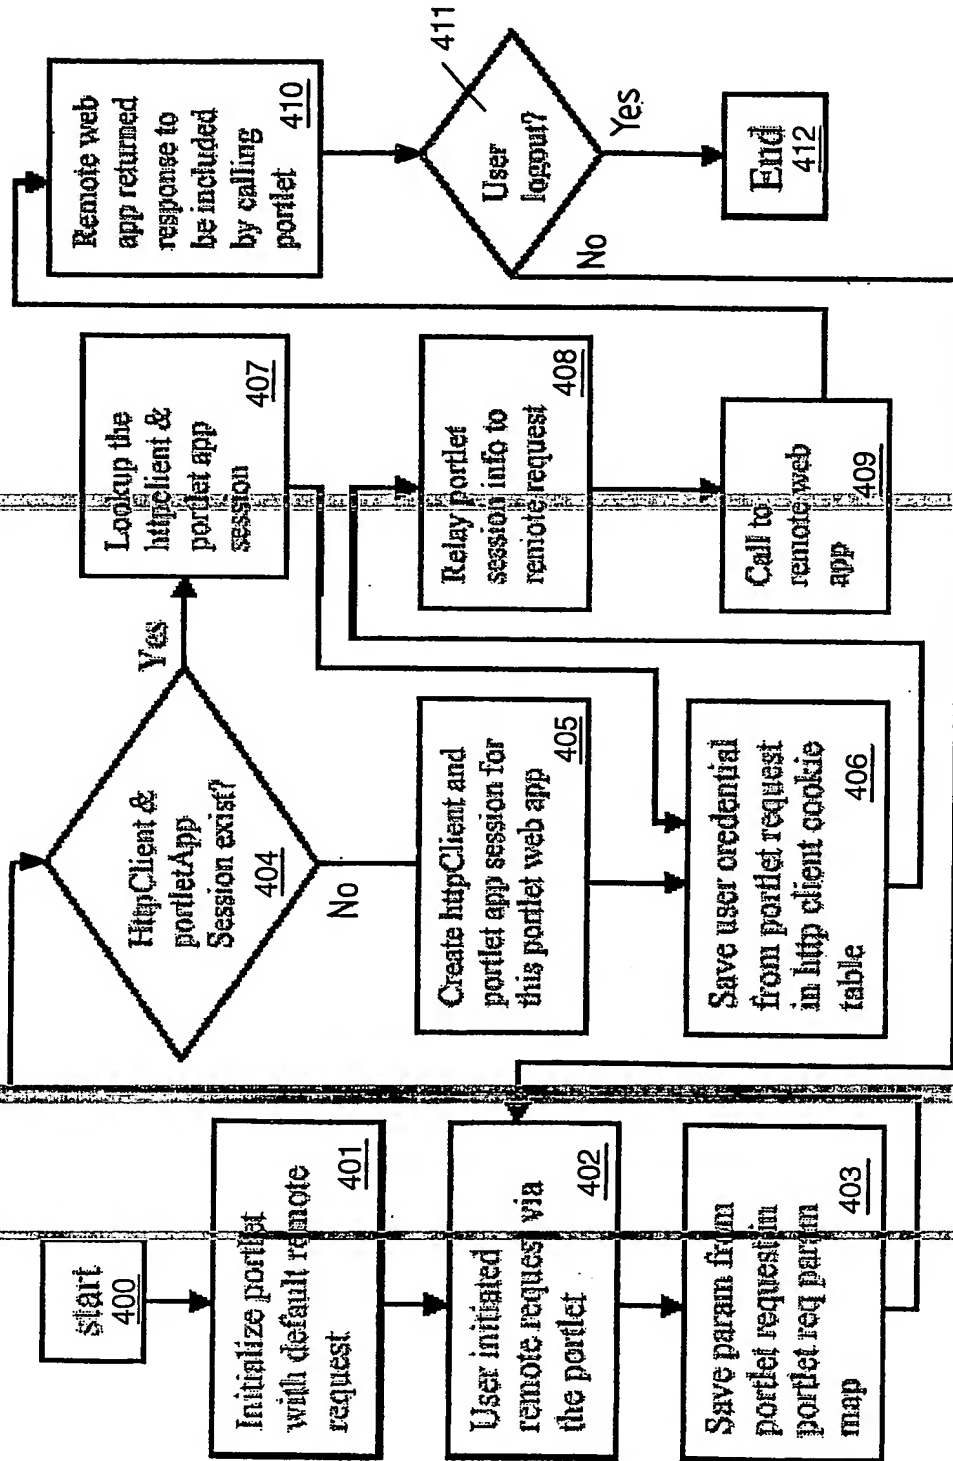 start
400
Initialize portlet
with default remote
request
401
User initiated
remote request via
the portlet
402
Save param from
portlet request in
portlet req param
map
403
HttpClient &
portletApp
Session exist?
404
Yes
No
Create httpClient and
portlet app session for
this portlet web app
405
Save user credential
from portlet request
in http client cookie
table
406
Lookup the
httpclient &
portlet app
session
407
Relay portlet
session info to
remote request
408
Call to
remote web
app
409
Remote web
app returned
response to
be included
by calling
portlet
410
User
logout?
411
No
Yes
End
412